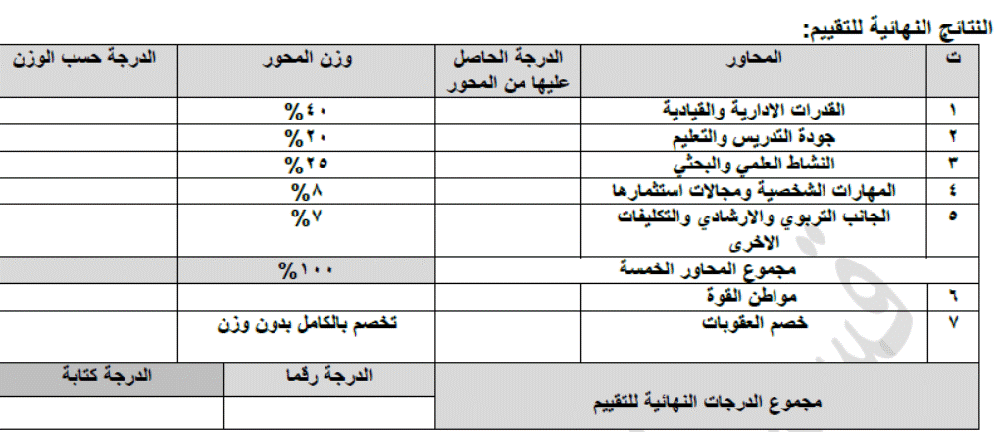 النتائج النهائية للتقييم:
ت المحاور الدرجة الحاصل عليها من المحور وزن المحور الدرجة حسب الوزن
١ القدرات الادارية والقيادية ٤٠%
٢ جودة التدريس والتعليم ٢٠%
٣ النشاط العلمي والبحثي ٢٥%
٤ المهارات الشخصية ومجالات استثمارها ٨%
٥ الجانب التربوي والارشادي والتكليفات الاخرى ٧%
مجموع المحاور الخمسة ١٠٠%
٦ مواطن القوة
٧ خصم العقوبات تخصم بالكامل بدون وزن
مجموع الدرجات النهائية للتقييم الدرجة رقما الدرجة كتابة